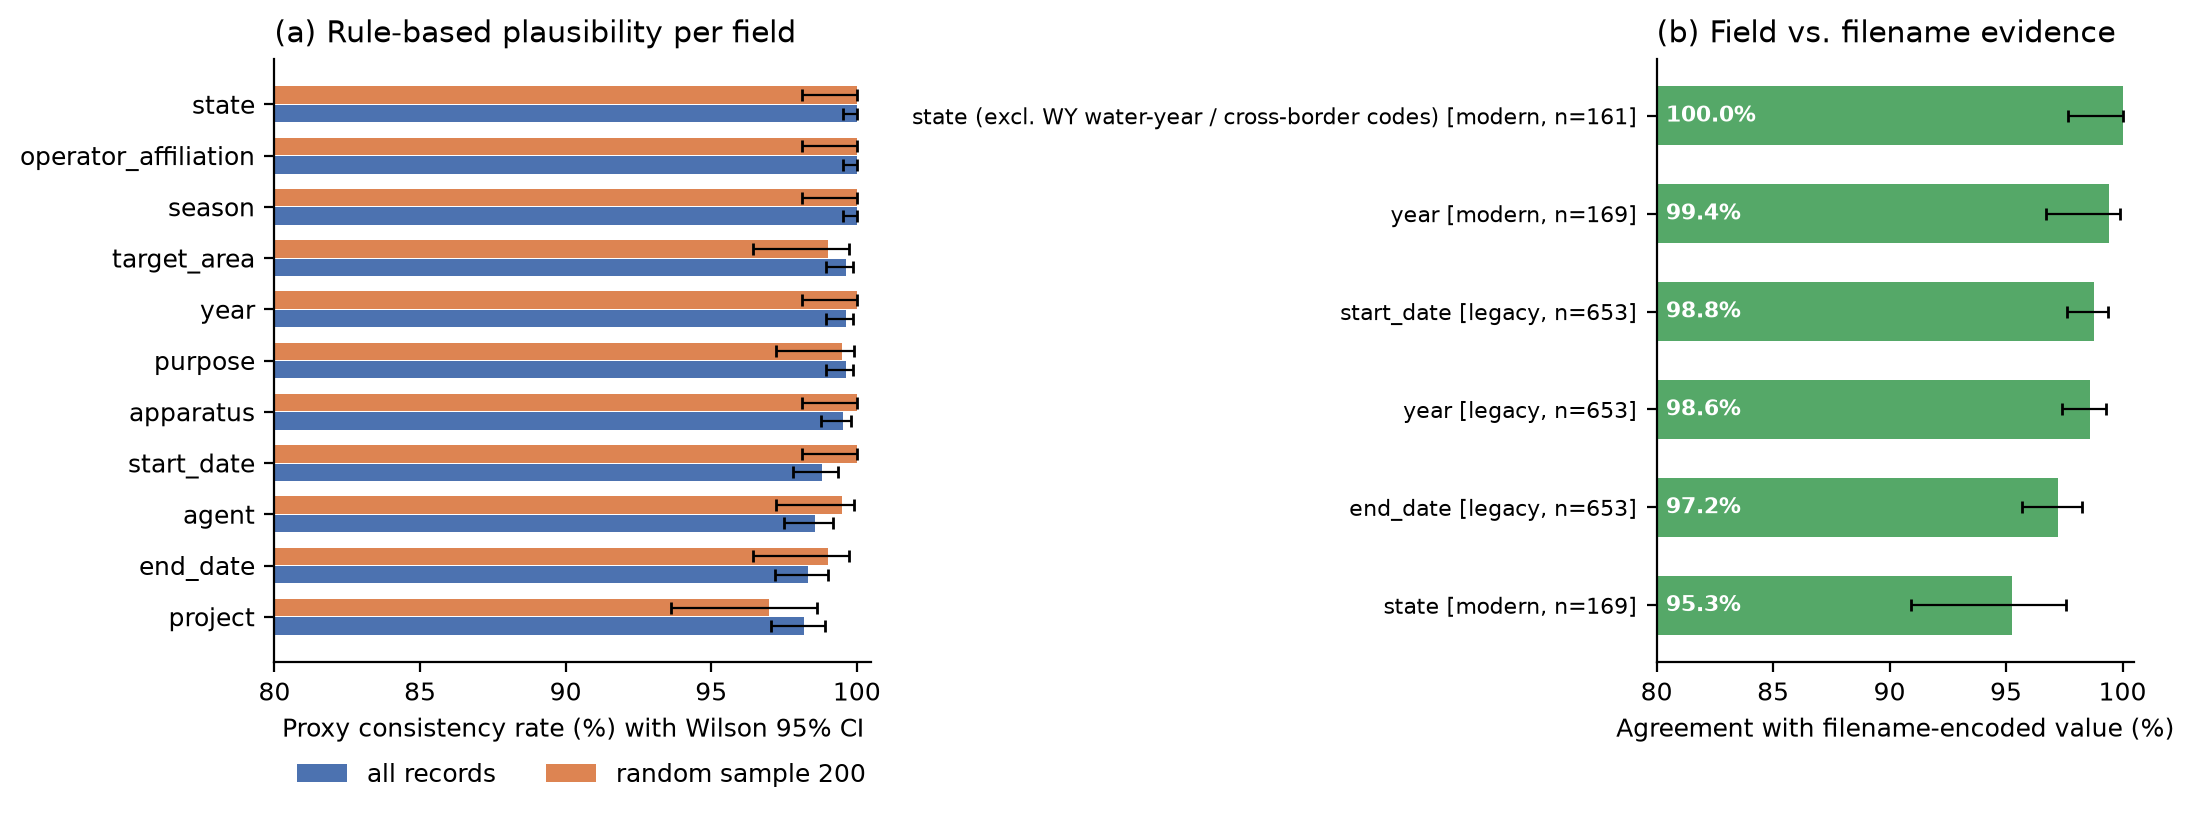 (a) Rule-based plausibility per field
state
operator_affiliation
season
target_area
year
purpose
apparatus
start_date
agent
end_date
project
80 85 90 95 100
Proxy consistency rate (%) with Wilson 95% CI
all records random sample 200
(b) Field vs. filename evidence
state (excl. WY water-year / cross-border codes) [modern, n=161] 100.0%
year [modern, n=169] 99.4%
start_date [legacy, n=653] 98.8%
year [legacy, n=653] 98.6%
end_date [legacy, n=653] 97.2%
state [modern, n=169] 95.3%
80 85 90 95 100
Agreement with filename-encoded value (%)